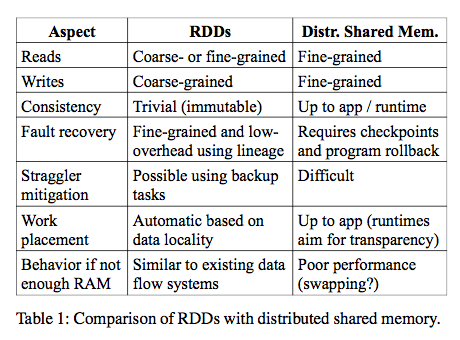 Aspect RDDs Distr. Shared Mem.
Reads Coarse- or fine-grained Fine-grained
Writes Coarse-grained Fine-grained
Consistency Trivial (immutable) Up to app / runtime
Fault recovery Fine-grained and low-overhead using lineage Requires checkpoints and program rollback
Straggler mitigation Possible using backup tasks Difficult
Work placement Automatic based on data locality Up to app (runtimes aim for transparency)
Behavior if not enough RAM Similar to existing data flow systems Poor performance (swapping?)
Table 1: Comparison of RDDs with distributed shared memory.